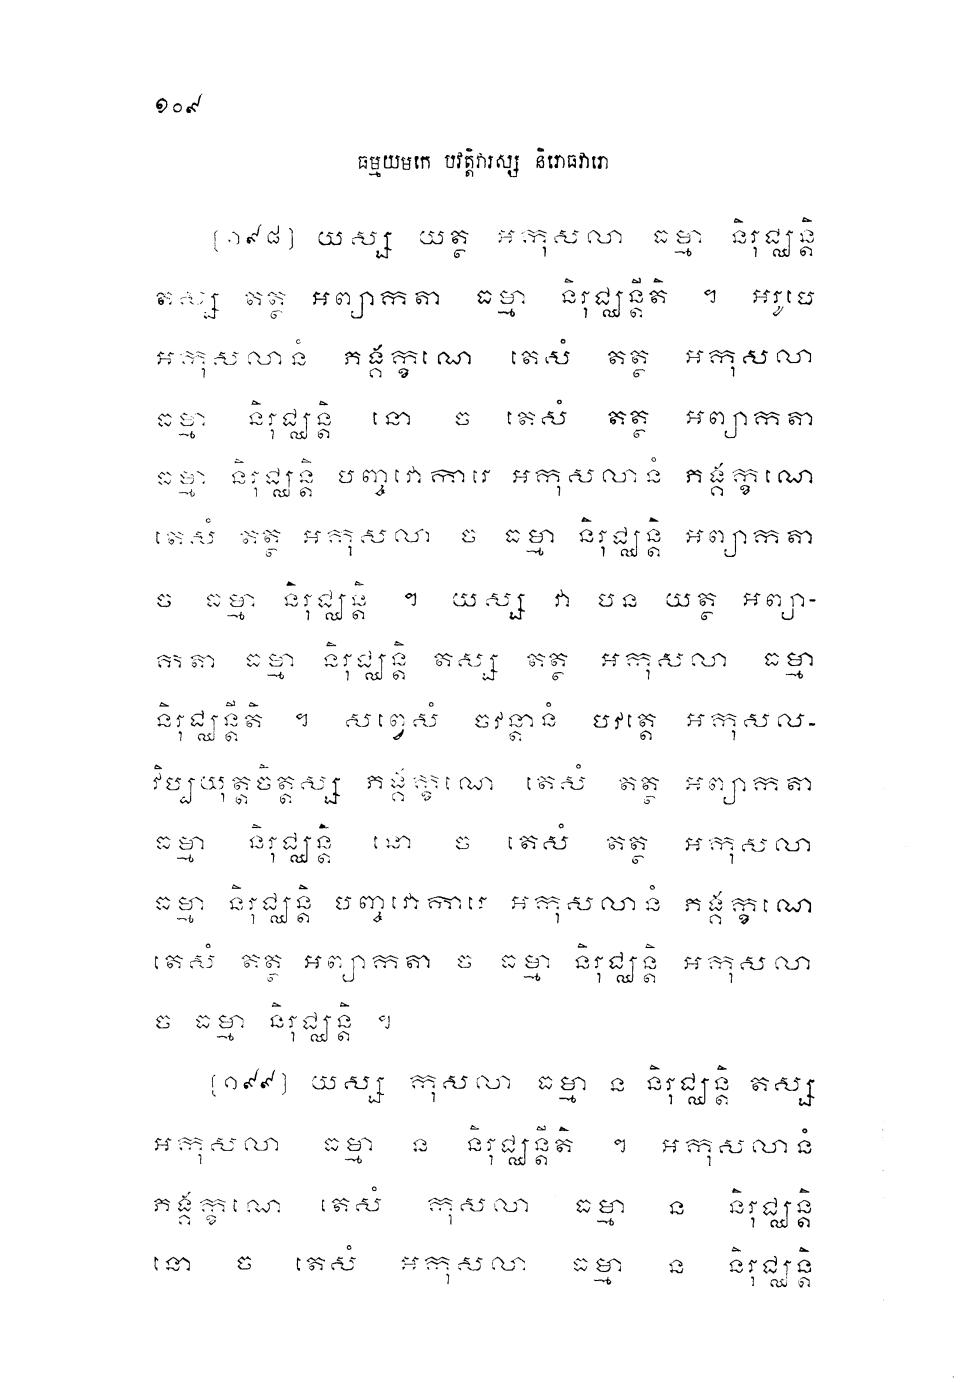 ១០៩
ធម្មយមកេ បវត្តិវារស្ស និរោធវារោ
[១៩៨] យស្ស យត្ថ អកុសលា ធម្មា និរុជ្ឈន្តិ
តស្ស តត្ថ អព្យាកតា ធម្មា និរុជ្ឈន្តីតិ ។ អរូបេ
អកុសលានំ ភង្គក្ខណេ តេសំ តត្ថ អកុសលា
ធម្មា និរុជ្ឈន្តិ នោ ច តេសំ តត្ថ អព្យាកតា
ធម្មា និរុជ្ឈន្តិ បញ្ចវោការេ អកុសលានំ ភង្គក្ខណេ
តេសំ តត្ថ អកុសលា ច ធម្មា និរុជ្ឈន្តិ អព្យាកតា
ច ធម្មា និរុជ្ឈន្តិ ។ យស្ស វា បន យត្ថ អព្យា-
កតា ធម្មា និរុជ្ឈន្តិ តស្ស តត្ថ អកុសលា ធម្មា
និរុជ្ឈន្តីតិ ។ សព្វេសំ ចវន្តានំ បវត្តេ អកុសល-
វិប្បយុត្តចិត្តស្ស ភង្គក្ខណេ តេសំ តត្ថ អព្យាកតា
ធម្មា និរុជ្ឈន្តិ នោ ច តេសំ តត្ថ អកុសលា
ធម្មា និរុជ្ឈន្តិ បញ្ចវោការេ អកុសលានំ ភង្គក្ខណេ
តេសំ តត្ថ អព្យាកតា ច ធម្មា និរុជ្ឈន្តិ អកុសលា
ច ធម្មា និរុជ្ឈន្តិ ។
[១៩៩] យស្ស កុសលា ធម្មា ន និរុជ្ឈន្តិ តស្ស
អកុសលា ធម្មា ន និរុជ្ឈន្តីតិ ។ អកុសលានំ
ភង្គក្ខណេ តេសំ កុសលា ធម្មា ន និរុជ្ឈន្តិ
នោ ច តេសំ អកុសលា ធម្មា ន និរុជ្ឈន្តិ